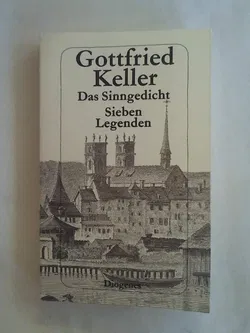 Gottfried
Keller
Das Sinngedicht
Sieben
Legenden
Diogenes